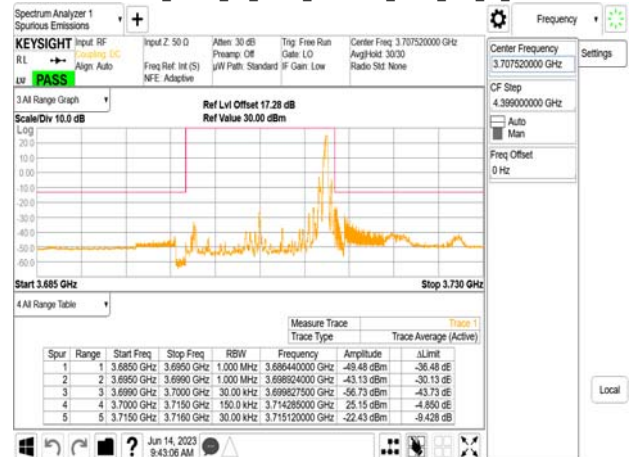 Spectrum Analyzer 1
Spurious Emissions
Frequency
KEYSIGHT
Input: RF
Input Z: 50 Ω
Atten: 30 dB
Trig: Free Run
Center Freq: 3.707520000 GHz
Coupling: DC
Preamp: Off
Gate: LO
Avg|Hold: 30/30
RL
Align: Auto
Freq Ref: Int (S)
µW Path: Standard
IF Gain: Low
Radio Std: None
NFE: Adaptive
LV PASS
Center Frequency
3.707520000 GHz
Settings
CF Step
4.399000000 GHz
Auto
Man
Freq Offset
0 Hz
3 All Range Graph
Ref Lvl Offset 17.28 dB
Scale/Div 10.0 dB
Ref Value 30.00 dBm
Log
20.0
10.0
0.00
-10.0
-20.0
-30.0
-40.0
-50.0
-60.0
Start 3.685 GHz
Stop 3.730 GHz
4 All Range Table
Measure Trace Trace 1
Trace Type Trace Average (Active)
Spur Range Start Freq Stop Freq RBW Frequency Amplitude ΔLimit
1 1 3.6850 GHz 3.6950 GHz 1.000 MHz 3.686440000 GHz -49.48 dBm -36.48 dB
2 2 3.6950 GHz 3.6990 GHz 1.000 MHz 3.698924000 GHz -43.13 dBm -30.13 dB
3 3 3.6990 GHz 3.7000 GHz 30.00 kHz 3.699827500 GHz -56.73 dBm -43.73 dB
4 4 3.7000 GHz 3.7150 GHz 150.0 kHz 3.714285000 GHz 25.15 dBm -4.850 dB
5 5 3.7150 GHz 3.7160 GHz 30.00 kHz 3.715120000 GHz -22.43 dBm -9.428 dB
Local
?
Jun 14, 2023
9:43:06 AM